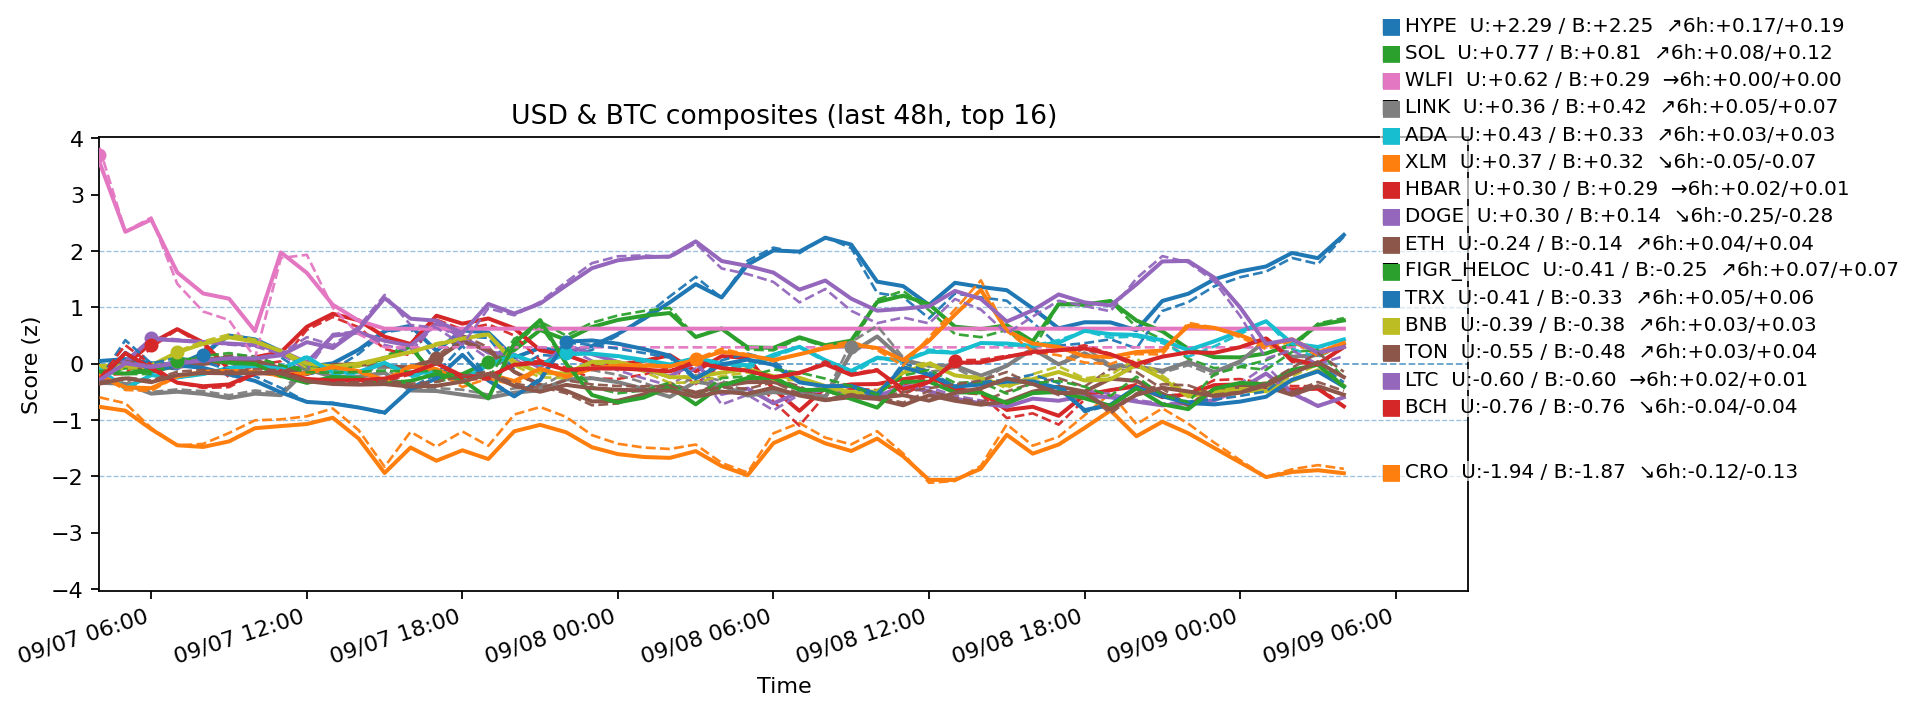 HYPE  U:+2.29 / B:+2.25  ↗6h:+0.17/+0.19
SOL  U:+0.77 / B:+0.81  ↗6h:+0.08/+0.12
WLFI  U:+0.62 / B:+0.29  →6h:+0.00/+0.00
LINK  U:+0.36 / B:+0.42  ↗6h:+0.05/+0.07
ADA  U:+0.43 / B:+0.33  ↗6h:+0.03/+0.03
XLM  U:+0.37 / B:+0.32  ↘6h:-0.05/-0.07
HBAR  U:+0.30 / B:+0.29  →6h:+0.02/+0.01
DOGE  U:+0.30 / B:+0.14  ↘6h:-0.25/-0.28
ETH  U:-0.24 / B:-0.14  ↗6h:+0.04/+0.04
FIGR_HELOC  U:-0.41 / B:-0.25  ↗6h:+0.07/+0.07
TRX  U:-0.41 / B:-0.33  ↗6h:+0.05/+0.06
BNB  U:-0.39 / B:-0.38  ↗6h:+0.03/+0.03
TON  U:-0.55 / B:-0.48  ↗6h:+0.03/+0.04
LTC  U:-0.60 / B:-0.60  →6h:+0.02/+0.01
BCH  U:-0.76 / B:-0.76  ↘6h:-0.04/-0.04
CRO  U:-1.94 / B:-1.87  ↘6h:-0.12/-0.13
USD & BTC composites (last 48h, top 16)
Score (z)
4
3
2
1
0
−1
−2
−3
−4
09/07 06:00
09/07 12:00
09/07 18:00
09/08 00:00
09/08 06:00
09/08 12:00
09/08 18:00
09/09 00:00
09/09 06:00
Time